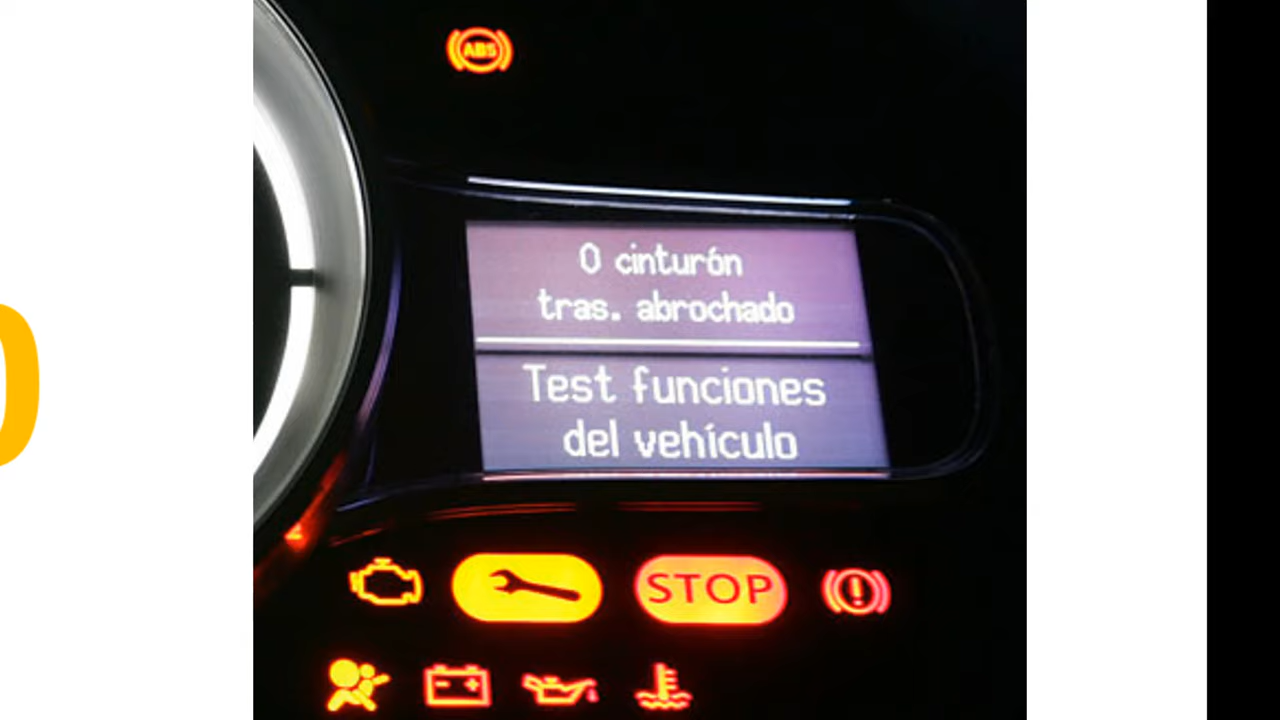 ABS
0 cinturón
tras. abrochado
Test funciones
del vehículo
STOP